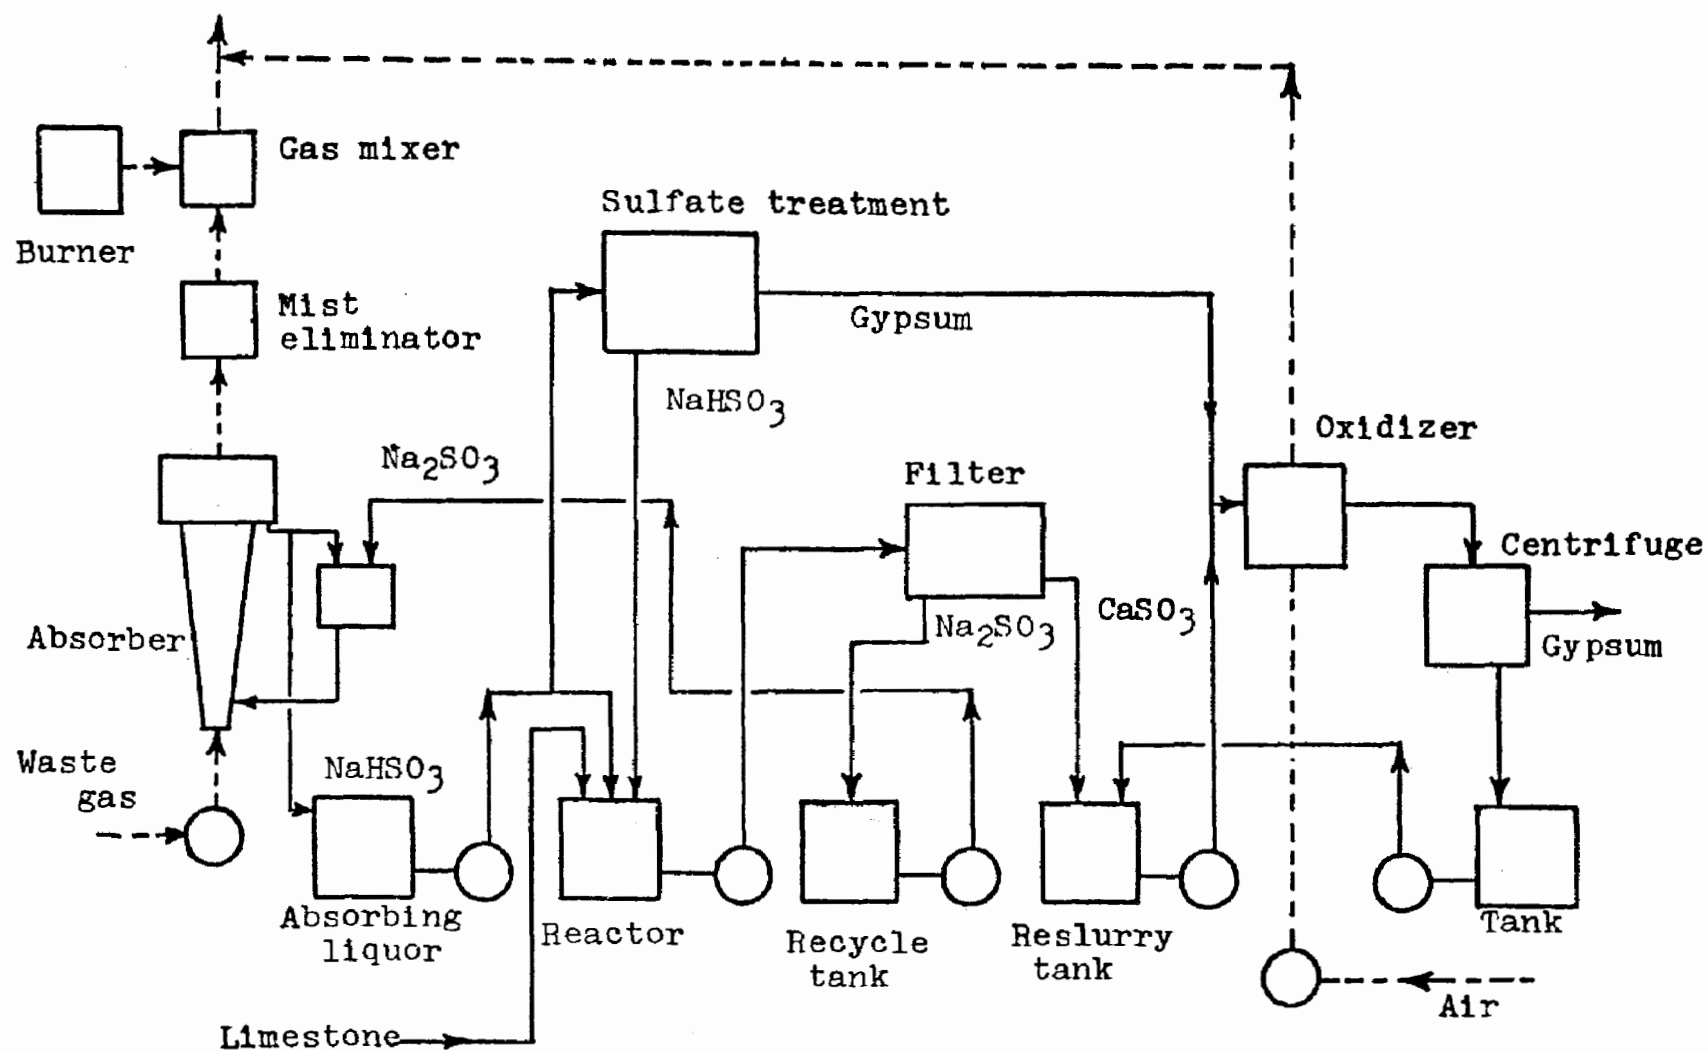 Gas mixer
Burner
Sulfate treatment
Mist
eliminator
Gypsum
NaHSO3
Oxidizer
Na2SO3
Filter
Centrifuge
Absorber
CaSO3
Na2SO3
Gypsum
Waste
gas
NaHSO3
Absorbing
liquor
Reactor
Recycle
tank
Reslurry
tank
Tank
Air
Limestone